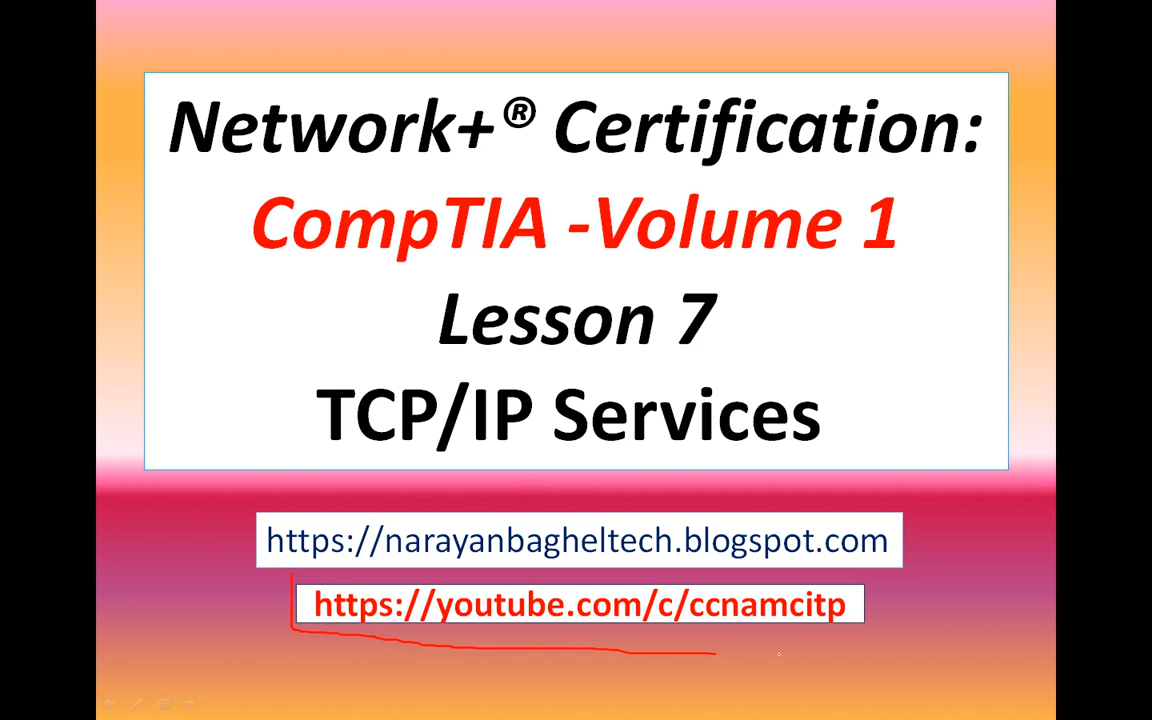 Network+® Certification:
CompTIA -Volume 1
Lesson 7
TCP/IP Services
https://narayanbagheltech.blogspot.com
https://youtube.com/c/ccnamcitp